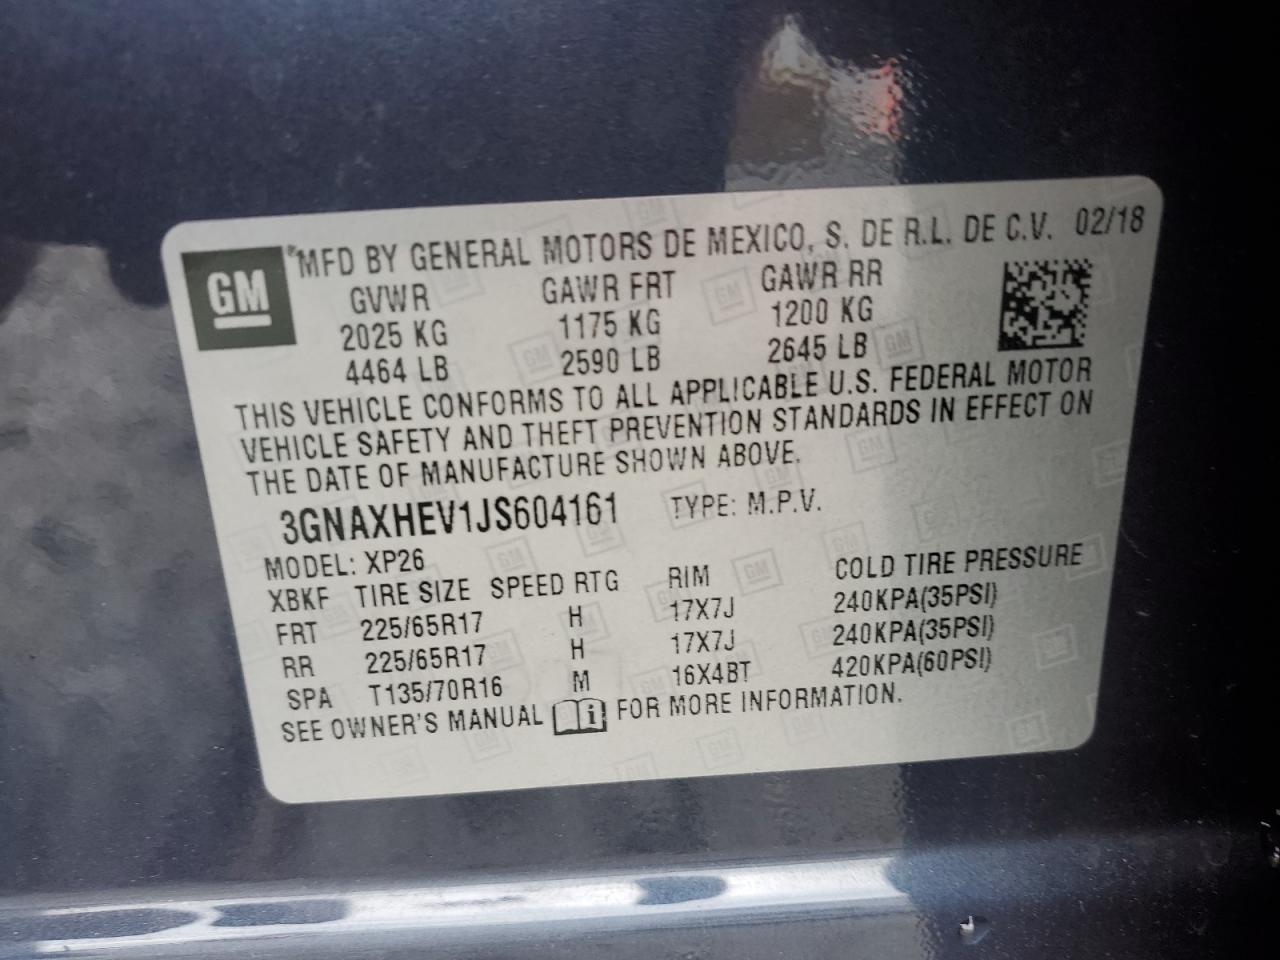 GM
®MFD BY GENERAL MOTORS DE MEXICO, S. DE R.L. DE C.V. 02/18
GVWR GAWR FRT GAWR RR
2025 KG 1175 KG 1200 KG
4464 LB 2590 LB 2645 LB
THIS VEHICLE CONFORMS TO ALL APPLICABLE U.S. FEDERAL MOTOR
VEHICLE SAFETY AND THEFT PREVENTION STANDARDS IN EFFECT ON
THE DATE OF MANUFACTURE SHOWN ABOVE.
3GNAXHEV1JS604161 TYPE: M.P.V.
MODEL: XP26
XBKF TIRE SIZE SPEED RTG RIM COLD TIRE PRESSURE
FRT 225/65R17 H 17X7J 240KPA(35PSI)
RR 225/65R17 H 17X7J 240KPA(35PSI)
SPA T135/70R16 M 16X4BT 420KPA(60PSI)
SEE OWNER'S MANUAL i FOR MORE INFORMATION.